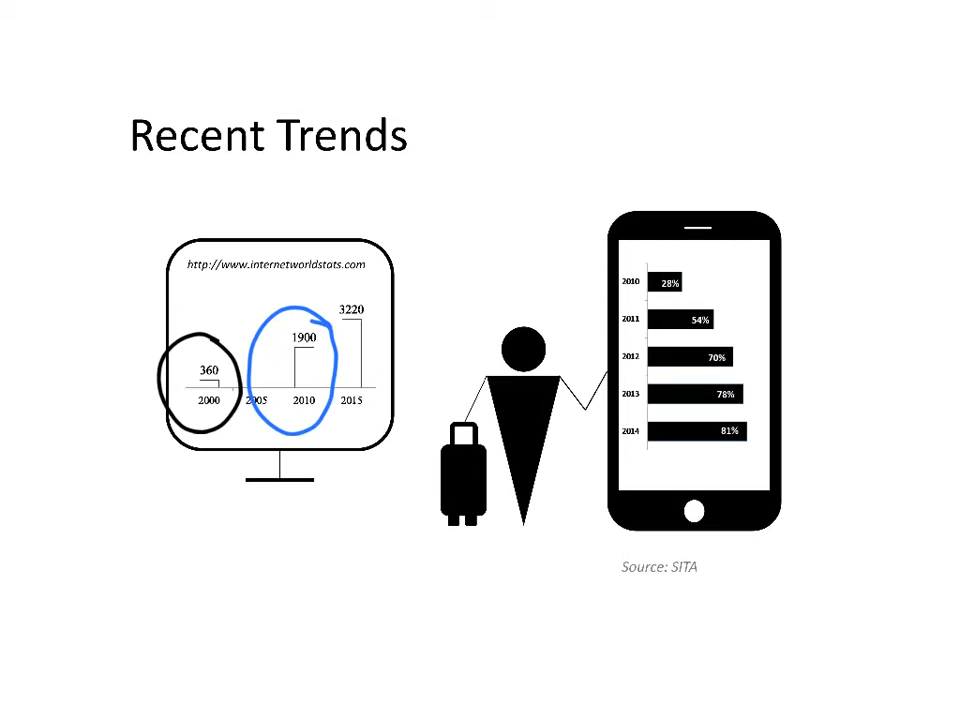 Recent Trends
http://www.internetworldstats.com
3220
1900
360
2000 2005 2010 2015
2010 28%
2011 54%
2012 70%
2013 78%
2014 81%
Source: SITA